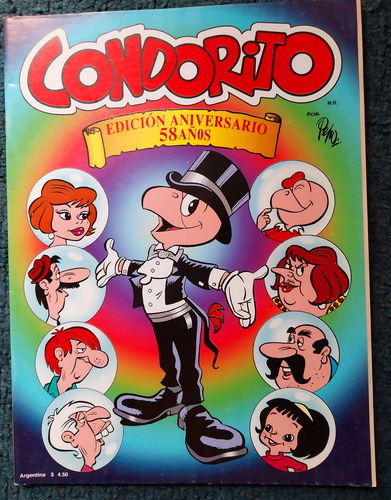 CONDORITO
M.R.
EDICIÓN ANIVERSARIO
58 AÑOS
POR
Pepo
Argentina $ 4.50